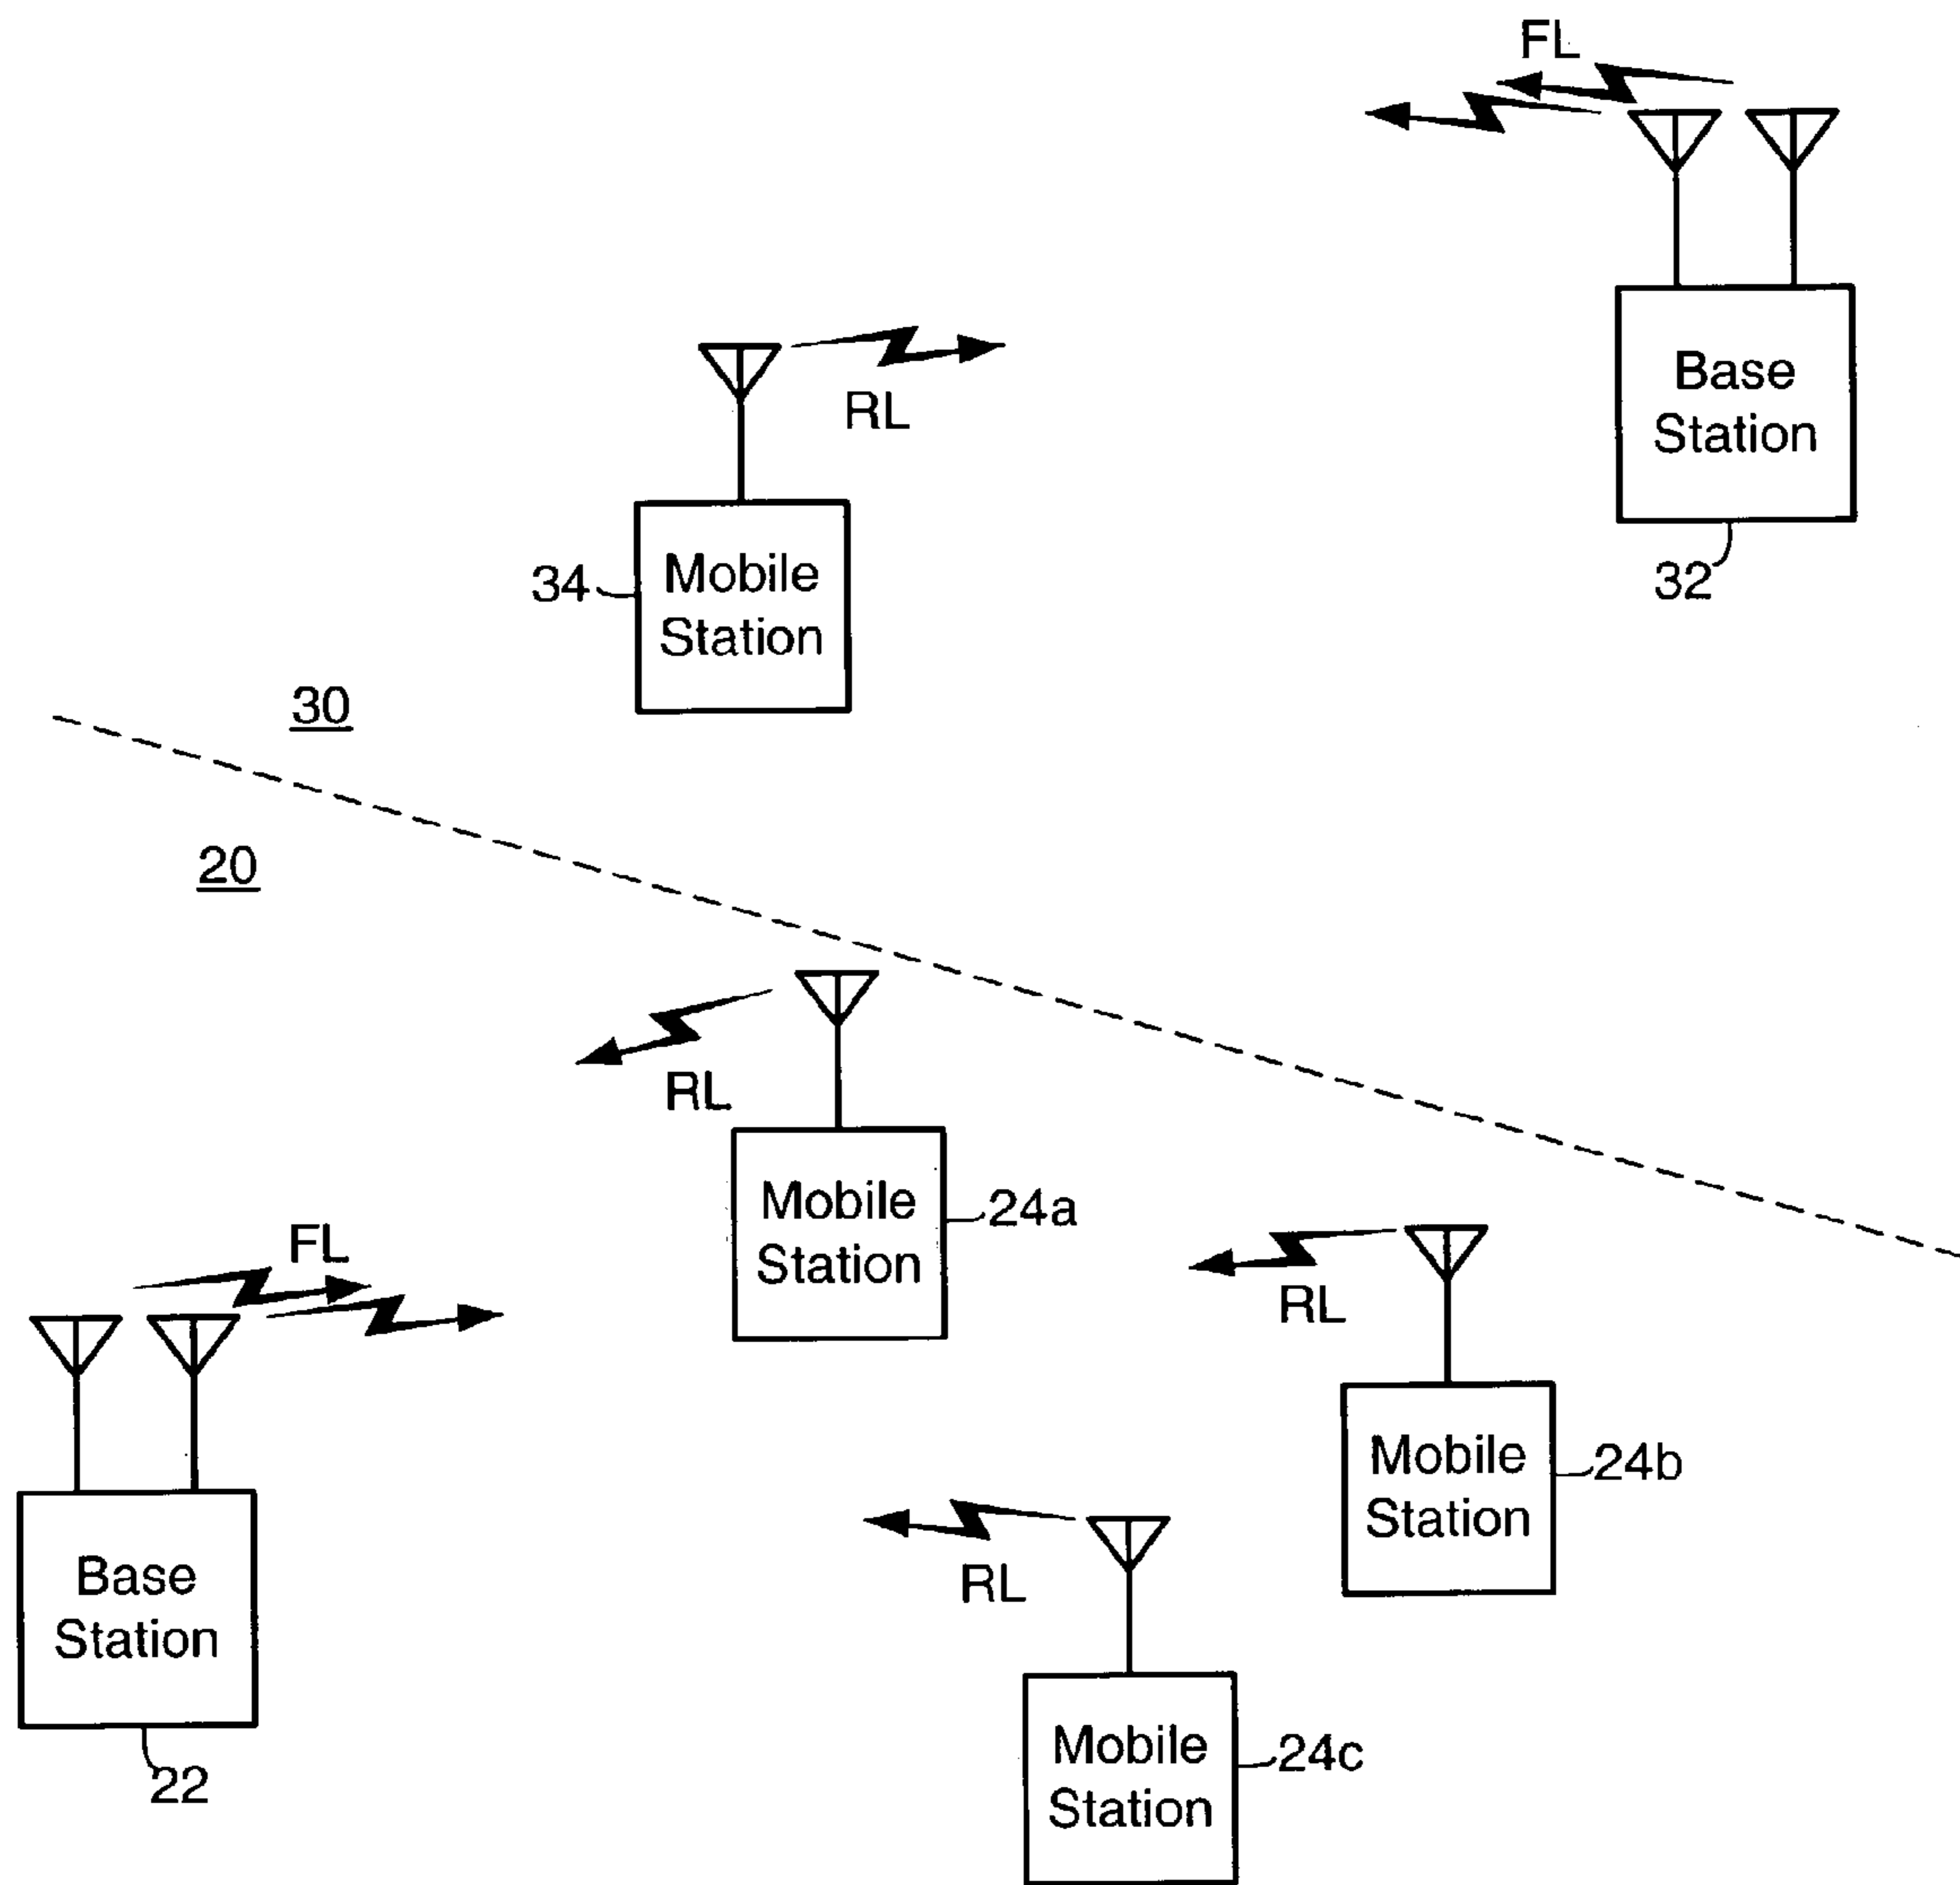 FL
Base
Station
32
RL
34
Mobile
Station
30
20
RL
Mobile
Station
24a
RL
Mobile
Station
24b
FL
Base
Station
22
RL
Mobile
Station
24c